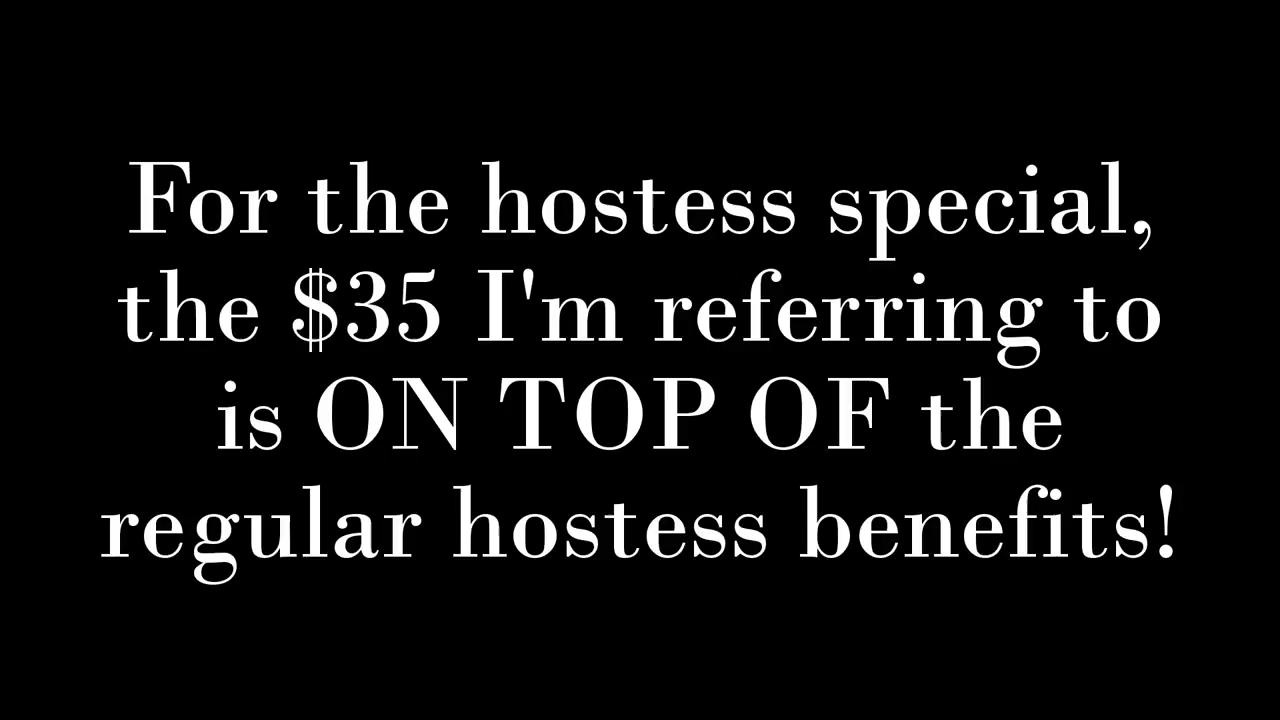 For the hostess special,
the $35 I'm referring to
is ON TOP OF the
regular hostess benefits!